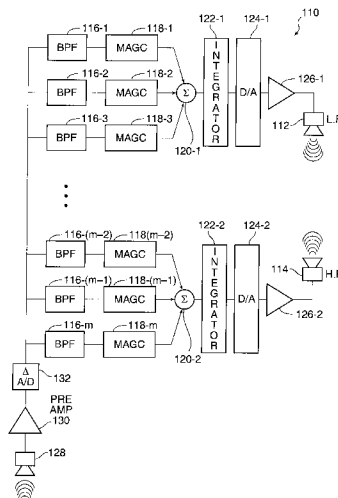 110
116-1 118-1 122-1 124-1
BPF MAGC
116-2 118-2
BPF MAGC
116-3 118-3
BPF MAGC
Σ
120-1
INTEGRATOR
D/A
126-1
112
116-(m-2) 118(m-2) 122-2 124-2
BPF MAGC
116-(m-1) 118-(m-1)
BPF MAGC
116-m 118-m
BPF MAGC
Σ
120-2
INTEGRATOR
D/A
126-2
114
Δ
A/D
132
PRE
AMP
130
128